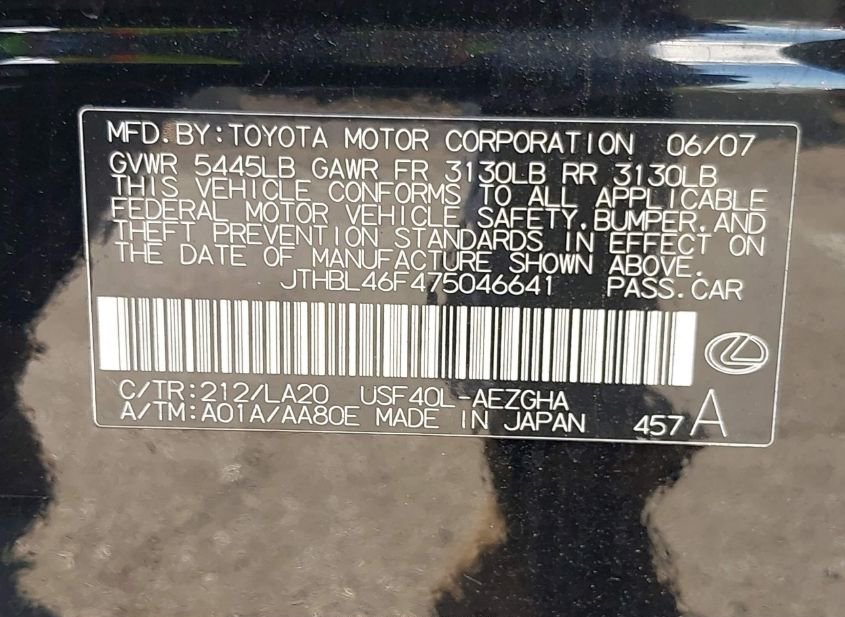 MFD.BY:TOYOTA MOTOR CORPORATION 06/07
GVWR 5445LB GAWR FR 3130LB RR 3130LB
THIS VEHICLE CONFORMS TO ALL APPLICABLE
FEDERAL MOTOR VEHICLE SAFETY,BUMPER,AND
THEFT PREVENTION STANDARDS IN EFFECT ON
THE DATE OF MANUFACTURE SHOWN ABOVE.
JTHBL46F475046641 PASS.CAR
C/TR:212/LA20 USF40L-AEZGHA
A/TM:A01A/AA80E MADE IN JAPAN 457A